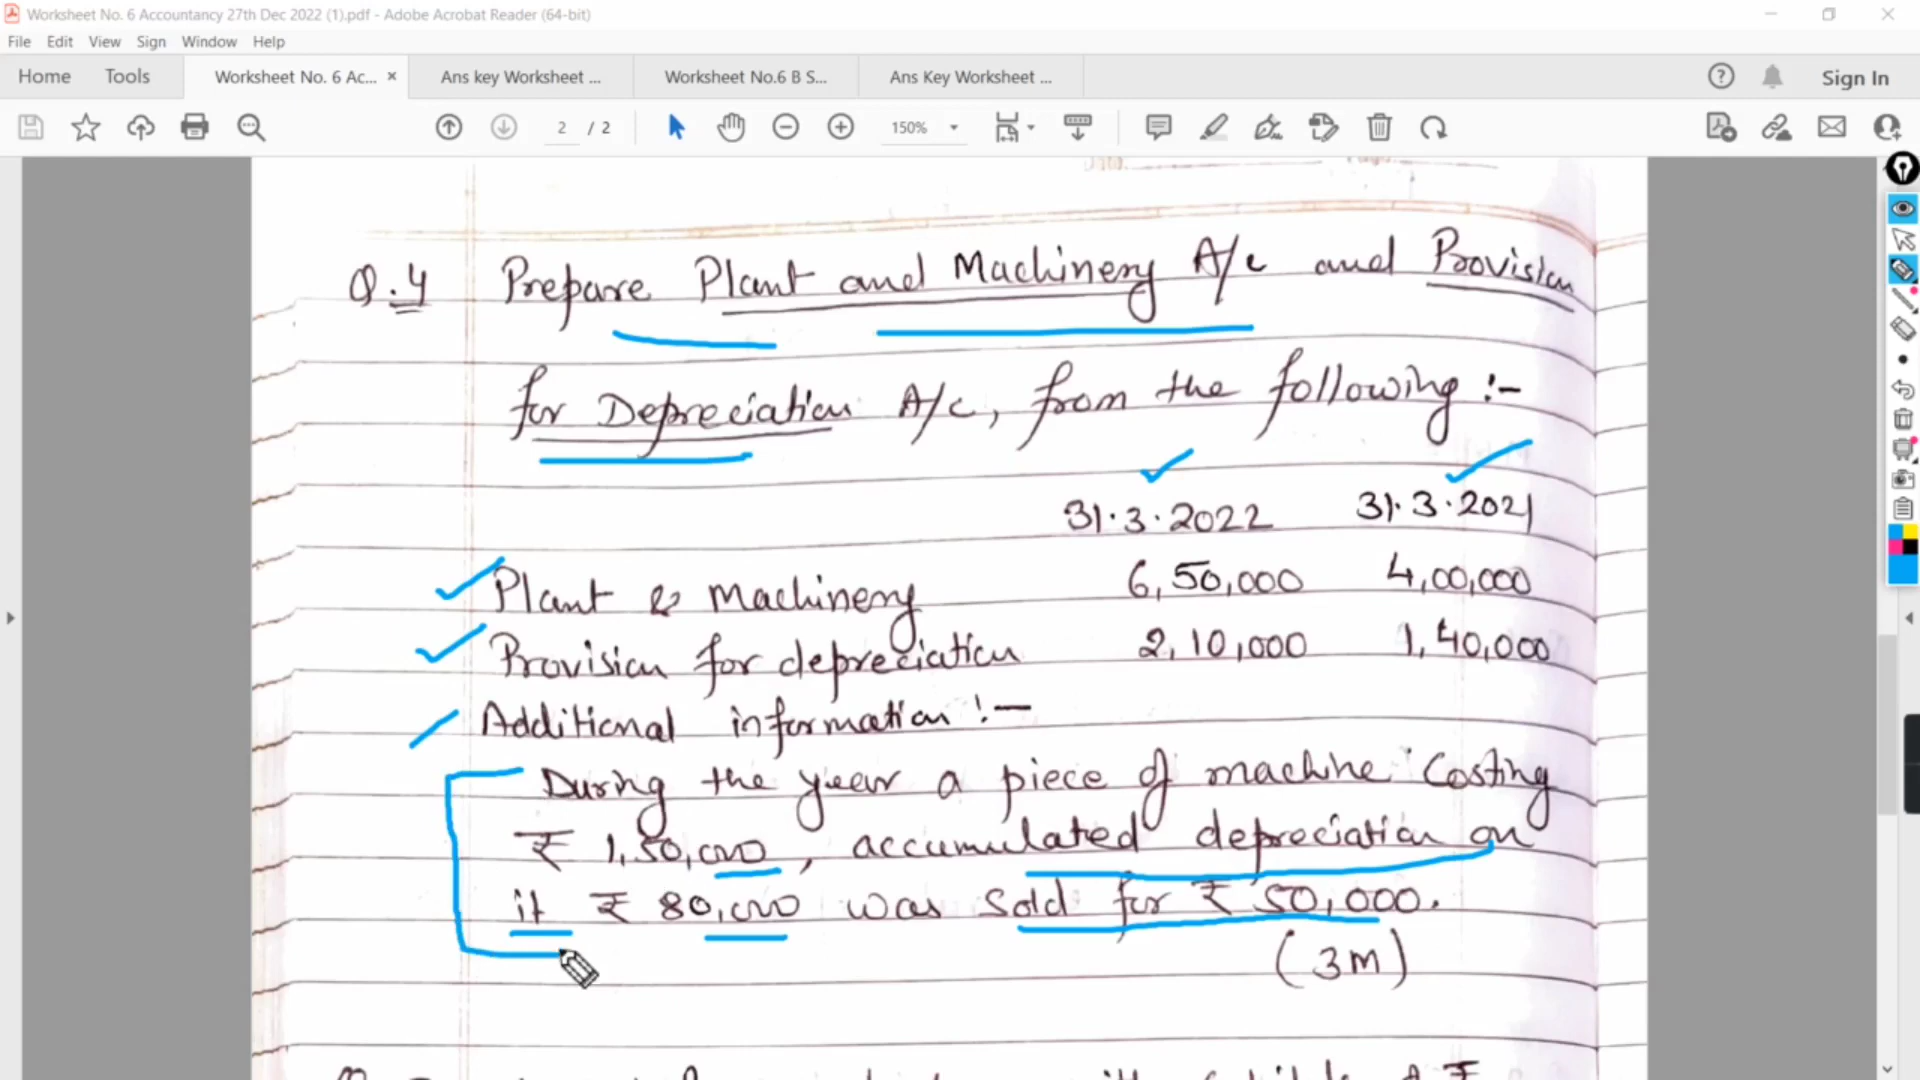 Worksheet No. 6 Accountancy 27th Dec 2022 (1).pdf - Adobe Acrobat Reader (64-bit)
File Edit View Sign Window Help
Home Tools Worksheet No. 6 Ac... × Ans key Worksheet ... Worksheet No.6 B S... Ans Key Worksheet ... Sign In
2 / 2 150%
Q.4 Prepare Plant and Machinery A/c and Provision
for Depreciation A/c, from the following :-
31.3.2022 31.3.2021
Plant & Machinery 6,50,000 4,00,000
Provision for depreciation 2,10,000 1,40,000
Additional information :-
During the year a piece of machine costing
₹ 1,50,000, accumulated depreciation on
it ₹ 80,000 was sold for ₹ 50,000.
(3m)